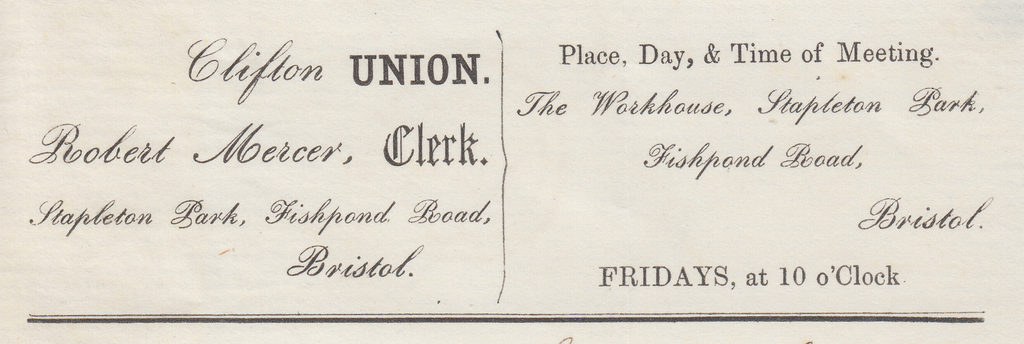 Clifton UNION.
Robert Mercer, Clerk.
Stapleton Park, Fishpond Road,
Bristol.
Place, Day, & Time of Meeting.
The Workhouse, Stapleton Park,
Fishpond Road,
Bristol.
FRIDAYS, at 10 o'Clock